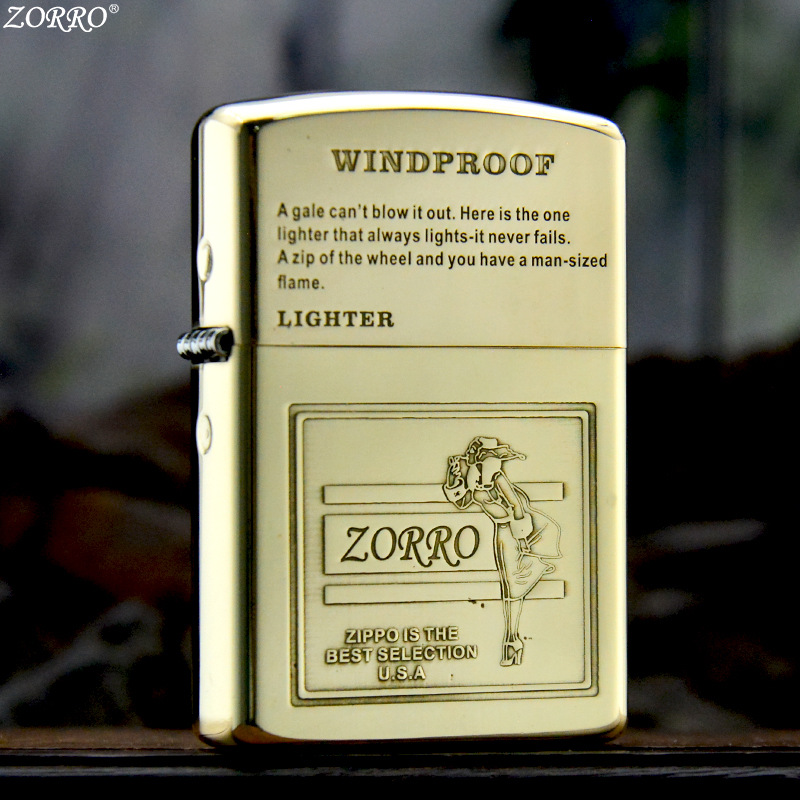 ZORRO®
WINDPROOF
A gale can't blow it out. Here is the one
lighter that always lights-it never fails.
A zip of the wheel and you have a man-sized
flame.
LIGHTER
ZORRO
ZIPPO IS THE
BEST SELECTION
U.S.A